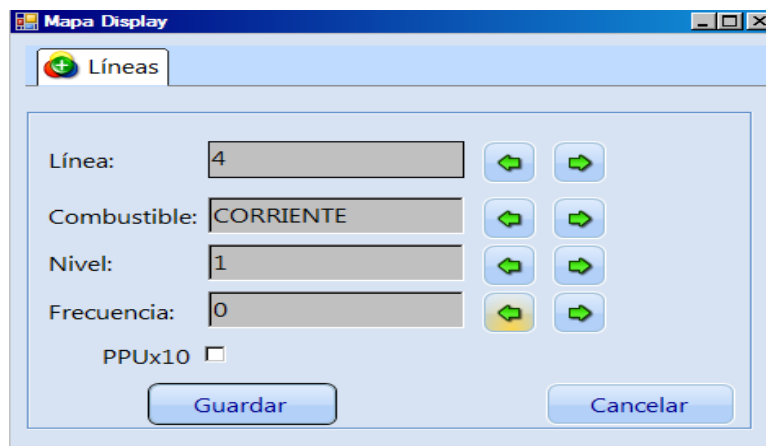 Mapa Display
Líneas
Línea: 4
Combustible: CORRIENTE
Nivel: 1
Frecuencia: 0
PPUx10
Guardar Cancelar